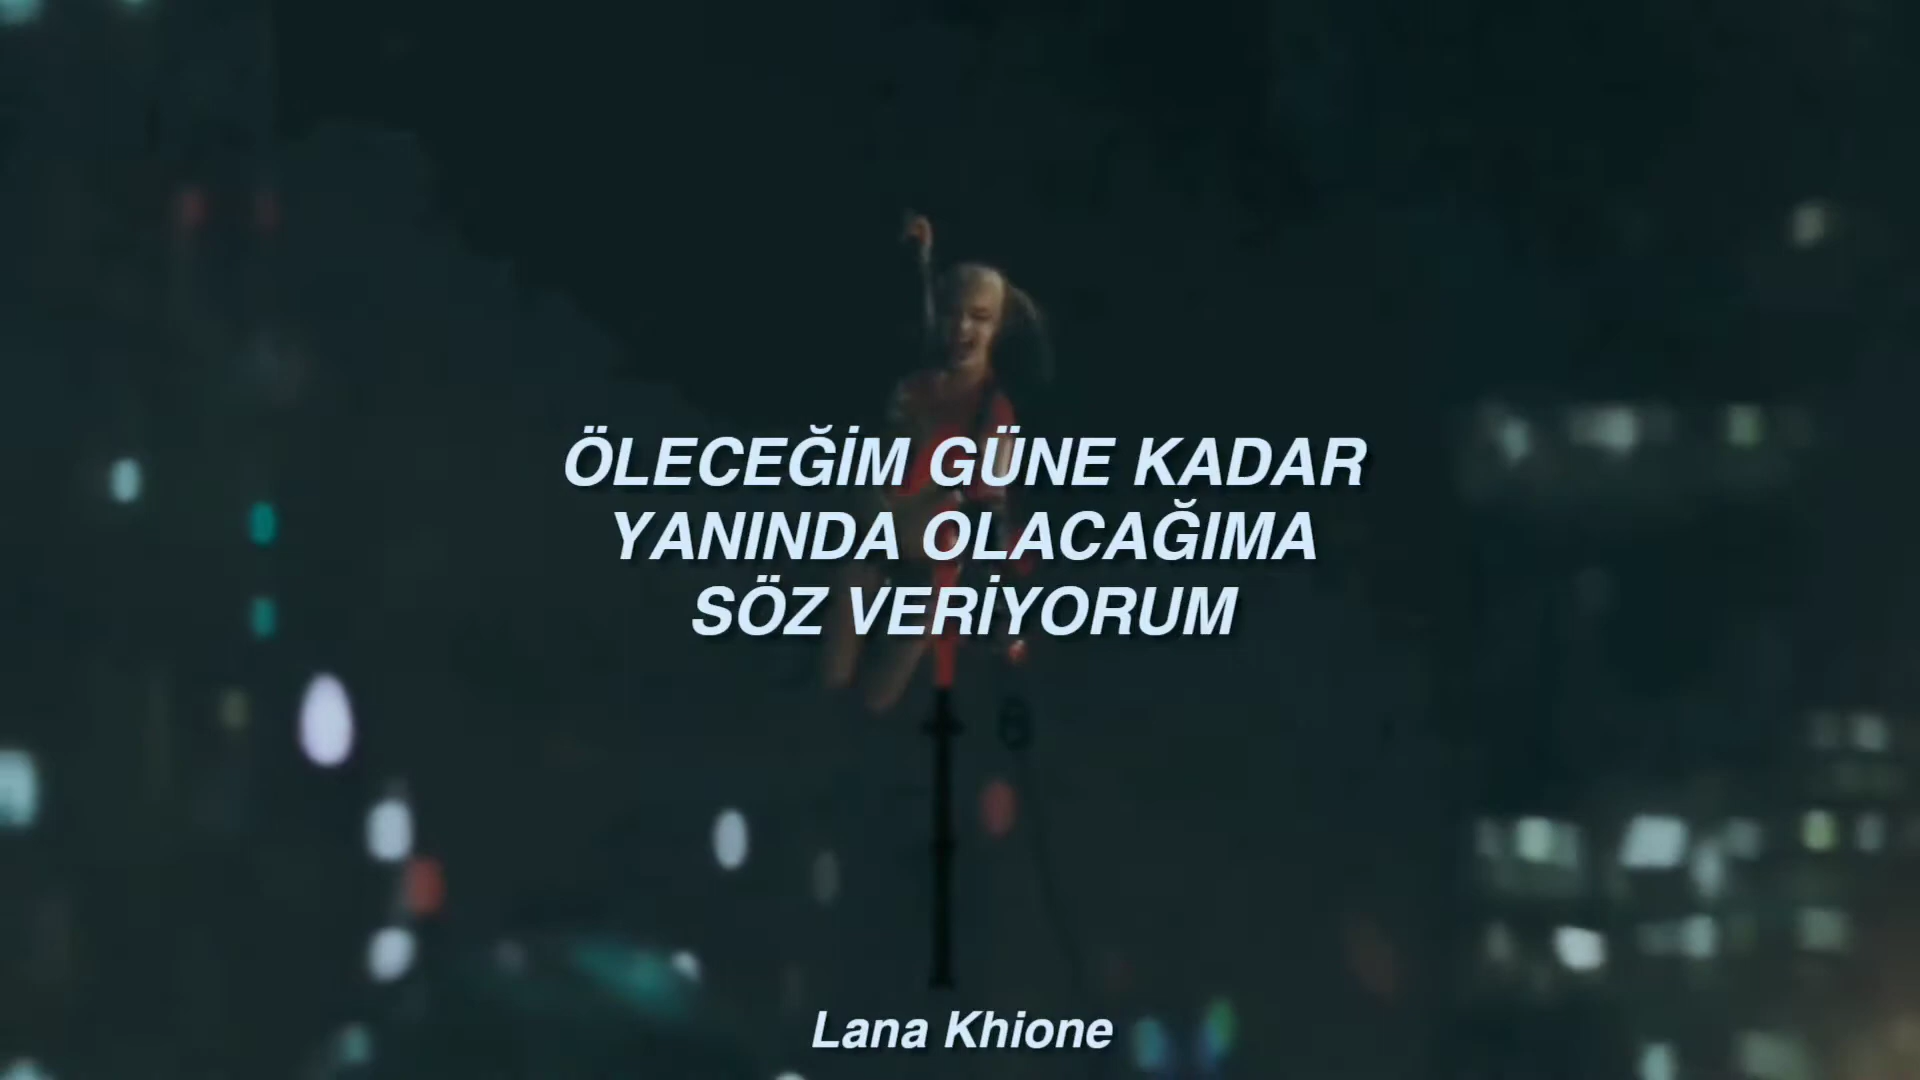 ÖLECEĞİM GÜNE KADAR
YANINDA OLACAĞIMA
SÖZ VERİYORUM
Lana Khione